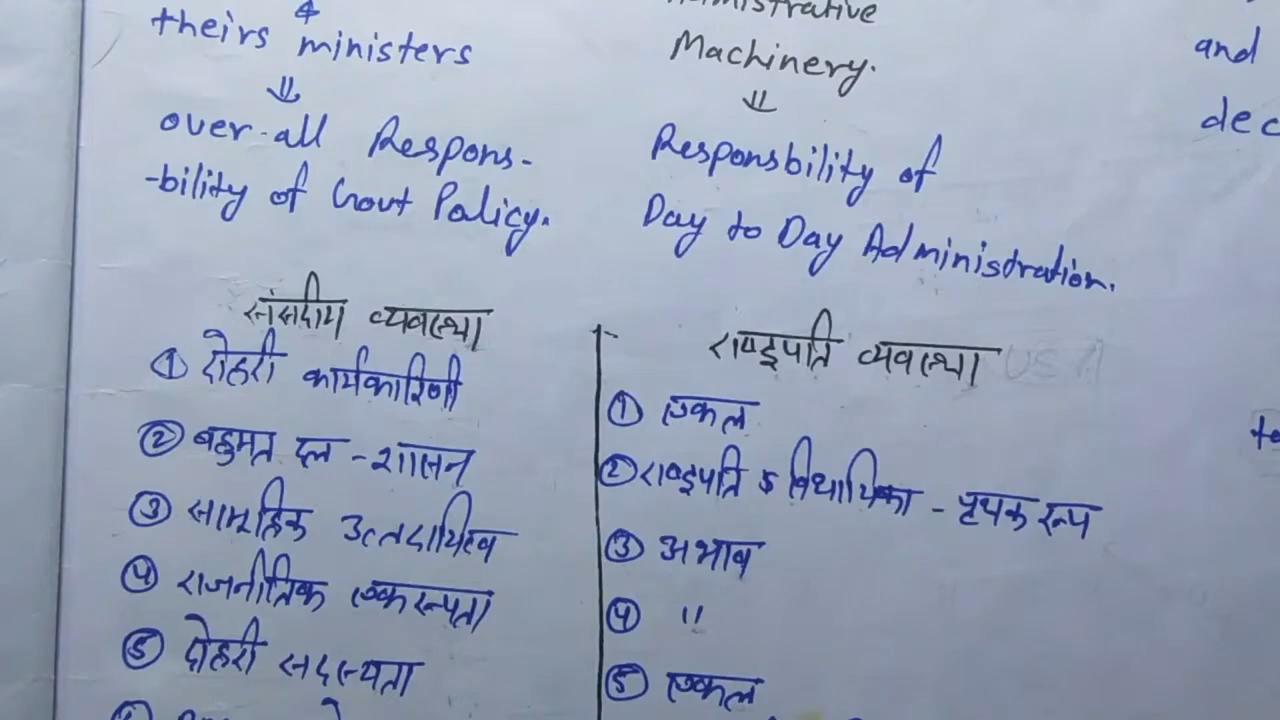 theirs ministers
over-all Respons-
-bility of Govt Policy.
Machinery.
Responsbility of
Day to Day Administration.
and
dec
संसदीय व्यवस्था
① दोहरी कार्यकारिणी
② बहुमत दल - शासन
③ सामूहिक उत्तदायित्व
④ राजनीतिक एकरूपता
⑤ दोहरी सदस्यता
राष्ट्रपति व्यवस्था
USA
① एकल
② राष्ट्रपति S विधायिका - पृथक रूप
③ अभाव
④ "
⑤ एकल